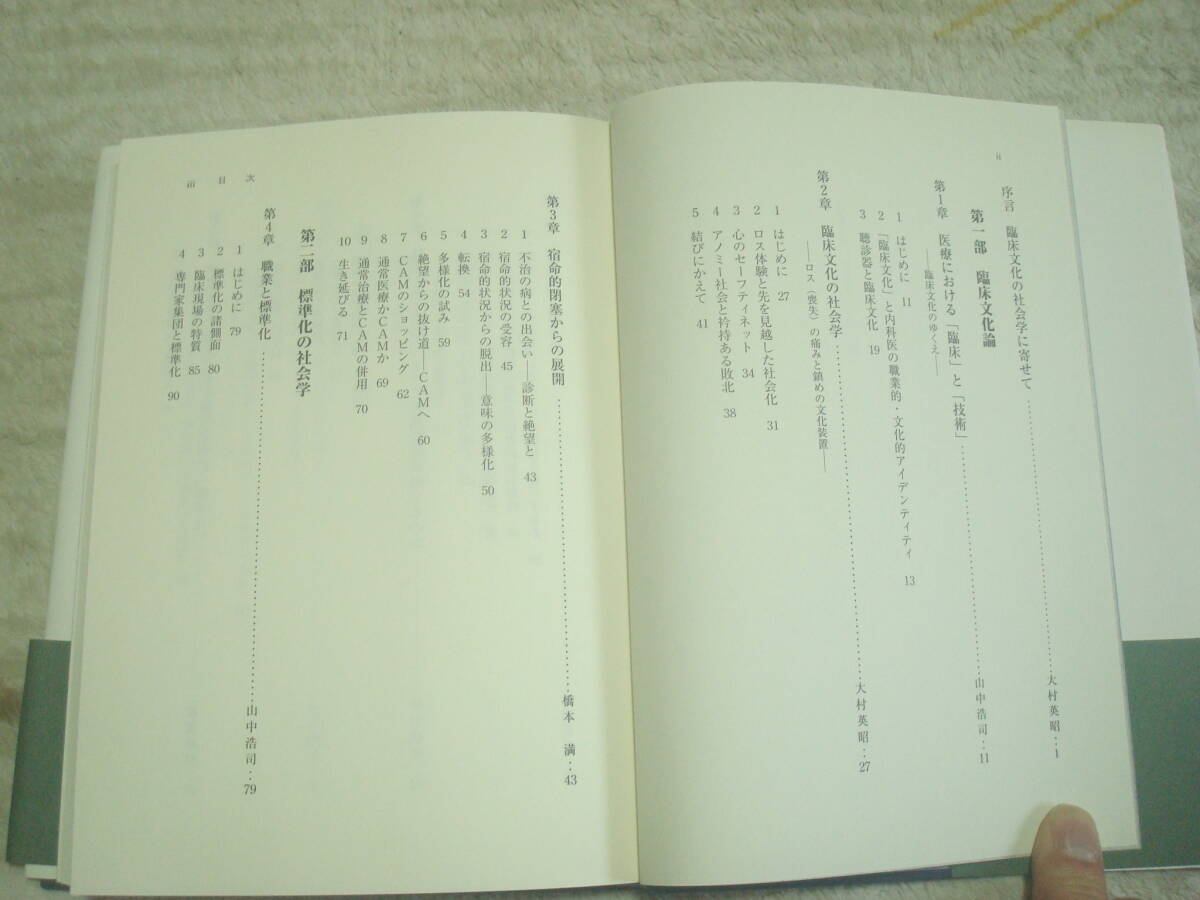 ii
序言　臨床文化の社会学に寄せて……………大村英昭‥1
第一部　臨床文化論
第1章　医療における「臨床」と「技術」……………山中浩司‥11
――臨床文化のゆくえ――
1　はじめに　11
2　「臨床文化」と内科医の職業的・文化的アイデンティティ　13
3　聴診器と臨床文化　19
第2章　臨床文化の社会学……………大村英昭‥27
――ロス（喪失）の痛みと鎮めの文化装置――
1　はじめに　27
2　ロス体験と先を見越した社会化　31
3　心のセーフティネット　34
4　アノミー社会と衿持ある敗北　38
5　結びにかえて　41
第3章　宿命的閉塞からの展開……………橋本　満‥43
1　不治の病との出会い――診断と絶望と　43
2　宿命的状況の受容　45
3　宿命的状況からの脱出――意味の多様化　50
4　転換　54
5　多様化の試み　59
6　絶望からの抜け道――CAMへ　60
7　CAMのショッピング　62
8　通常医療かCAMか　69
9　通常治療とCAMの併用　70
10　生き延びる　71
第二部　標準化の社会学
第4章　職業と標準化……………山中浩司‥79
1　はじめに　79
2　標準化の諸側面　80
3　臨床現場の特質　85
4　専門家集団と標準化　90
iii　目　次